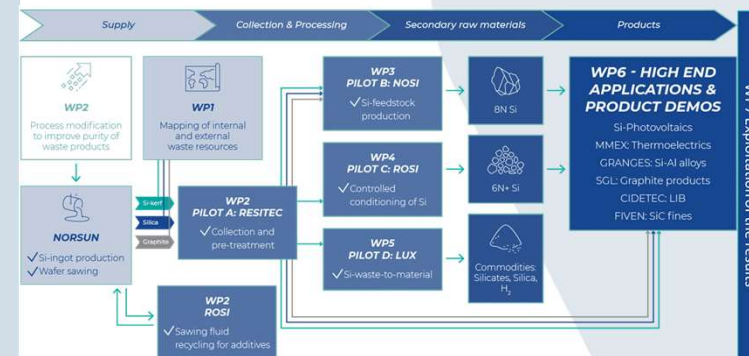 Supply
Collection & Processing
Secondary raw materials
Products
WP2
Process modification
to improve purity of
waste products
WP1
Mapping of internal
and external
waste resources
NORSUN
Si-ingot production
Wafer sawing
Si-kerf
Silica
Graphite
WP2
PILOT A: RESITEC
Collection and
pre-treatment
WP2
ROSI
Sawing fluid
recycling for additives
WP3
PILOT B: NOSI
Si-feedstock
production
WP4
PILOT C: ROSI
Controlled
conditioning of Si
WP5
PILOT D: LUX
Si-waste-to-material
8N Si
6N+ Si
Commodities:
Silicates, Silica,
H2
WP6 - HIGH END
APPLICATIONS &
PRODUCT DEMOS
Si-Photovoltaics
MMEX: Thermoelectrics
GRANGES: Si-Al alloys
SGL: Graphite products
CIDETEC: LIB
FIVEN: SiC fines
the results